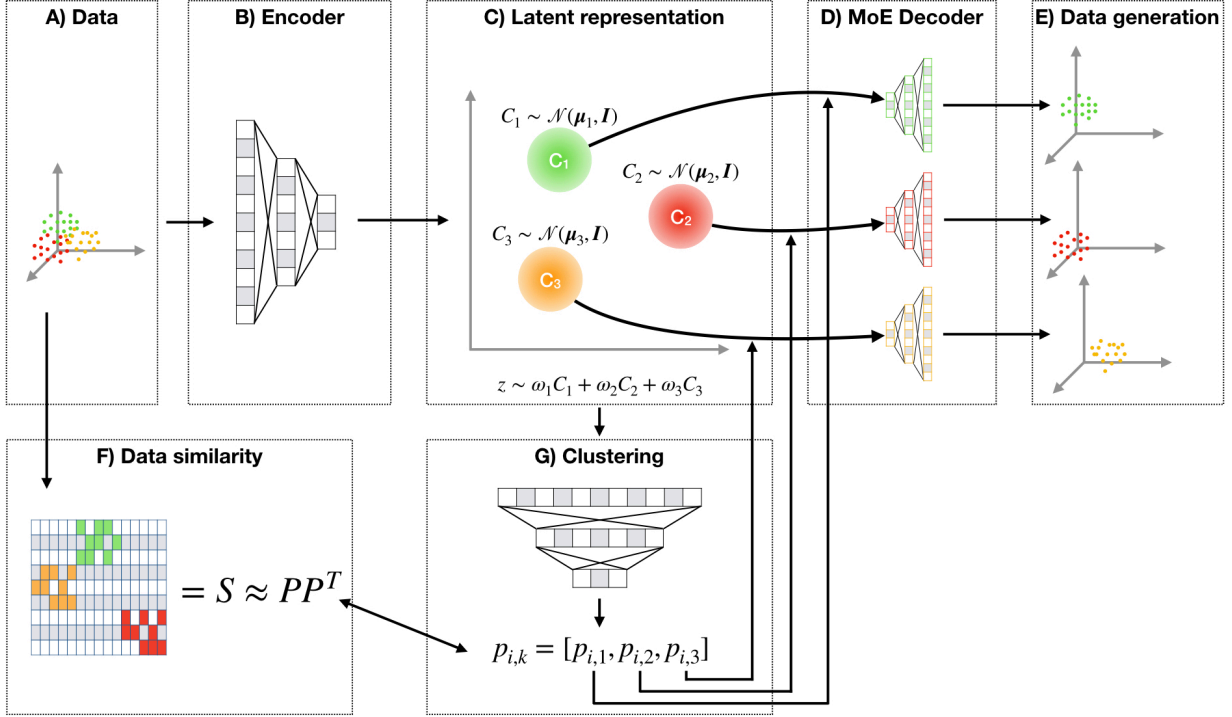 A) Data
B) Encoder
C) Latent representation
D) MoE Decoder
E) Data generation
C₁ ∼ 𝒩(μ₁, I)
C₁
C₂ ∼ 𝒩(μ₂, I)
C₂
C₃ ∼ 𝒩(μ₃, I)
C₃
z ∼ ω₁C₁ + ω₂C₂ + ω₃C₃
F) Data similarity
= S ≈ PPᵀ
G) Clustering
p_{i,k} = [p_{i,1}, p_{i,2}, p_{i,3}]